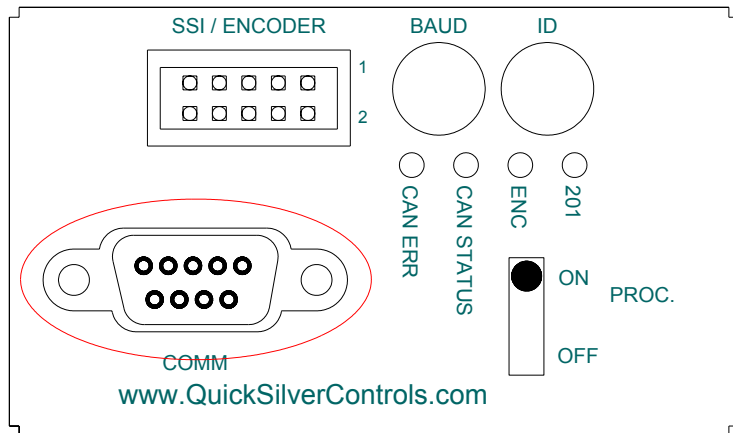 SSI / ENCODER
BAUD
ID
1
2
CAN ERR
CAN STATUS
ENC
201
ON
PROC.
OFF
COMM
www.QuickSilverControls.com